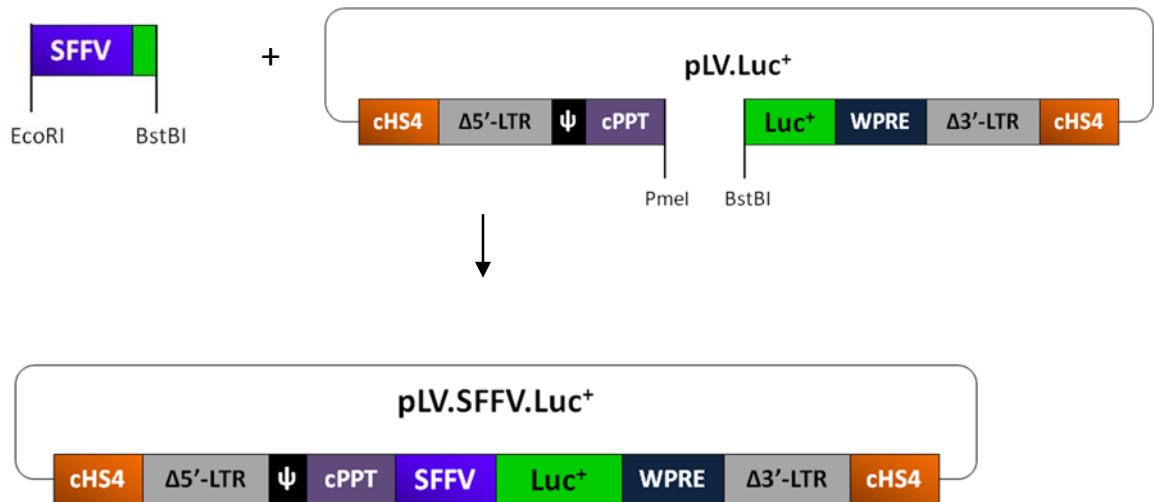 SFFV
+
pLV.Luc⁺
cHS4 Δ5'-LTR ψ cPPT Luc⁺ WPRE Δ3'-LTR cHS4
EcoRI BstBI
PmeI BstBI
pLV.SFFV.Luc⁺
cHS4 Δ5'-LTR ψ cPPT SFFV Luc⁺ WPRE Δ3'-LTR cHS4